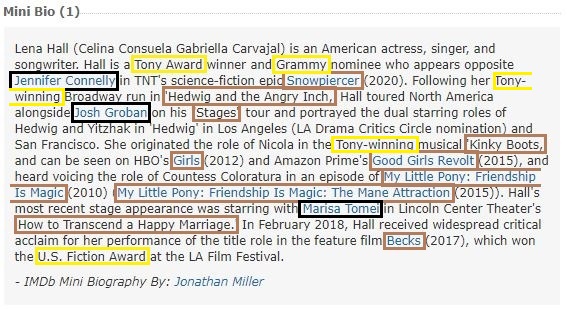 Mini Bio (1)
Lena Hall (Celina Consuela Gabriella Carvajal) is an American actress, singer, and
songwriter. Hall is a Tony Award winner and Grammy nominee who appears opposite
Jennifer Connelly in TNT's science-fiction epic Snowpiercer (2020). Following her Tony-
winning Broadway run in 'Hedwig and the Angry Inch,' Hall toured North America
alongside Josh Groban on his 'Stages' tour and portrayed the dual starring roles of
Hedwig and Yitzhak in 'Hedwig' in Los Angeles (LA Drama Critics Circle nomination) and
San Francisco. She originated the role of Nicola in the Tony-winning musical 'Kinky Boots,'
and can be seen on HBO's Girls (2012) and Amazon Prime's Good Girls Revolt (2015), and
heard voicing the role of Countess Coloratura in an episode of My Little Pony: Friendship
Is Magic (2010) (My Little Pony: Friendship Is Magic: The Mane Attraction (2015)). Hall's
most recent stage appearance was starring with Marisa Tomei in Lincoln Center Theater's
'How to Transcend a Happy Marriage.' In February 2018, Hall received widespread critical
acclaim for her performance of the title role in the feature film Becks (2017), which won
the U.S. Fiction Award at the LA Film Festival.
- IMDb Mini Biography By: Jonathan Miller